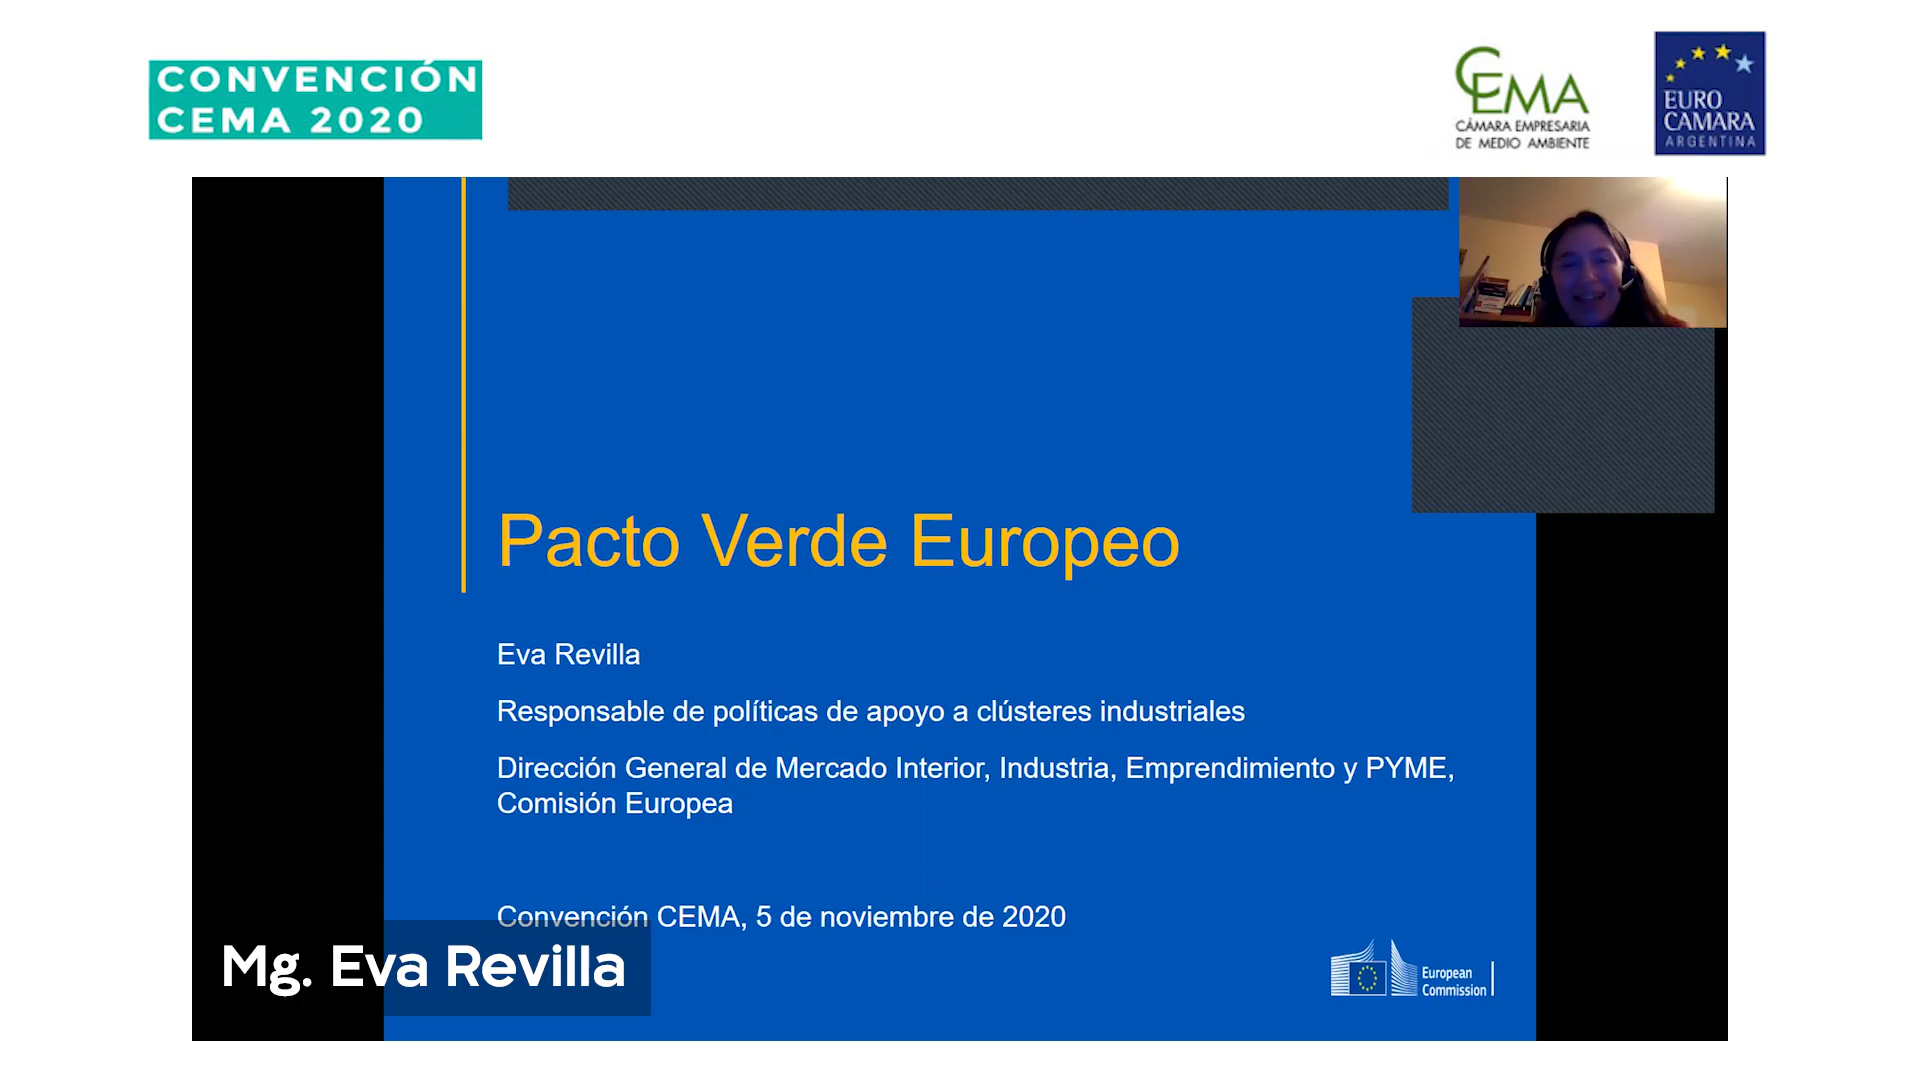 CONVENCIÓN
CEMA 2020
CEMA
CÁMARA EMPRESARIA
DE MEDIO AMBIENTE
EURO
CAMARA
ARGENTINA
Pacto Verde Europeo
Eva Revilla
Responsable de políticas de apoyo a clústeres industriales
Dirección General de Mercado Interior, Industria, Emprendimiento y PYME,
Comisión Europea
Convención CEMA, 5 de noviembre de 2020
Mg. Eva Revilla
European
Commission